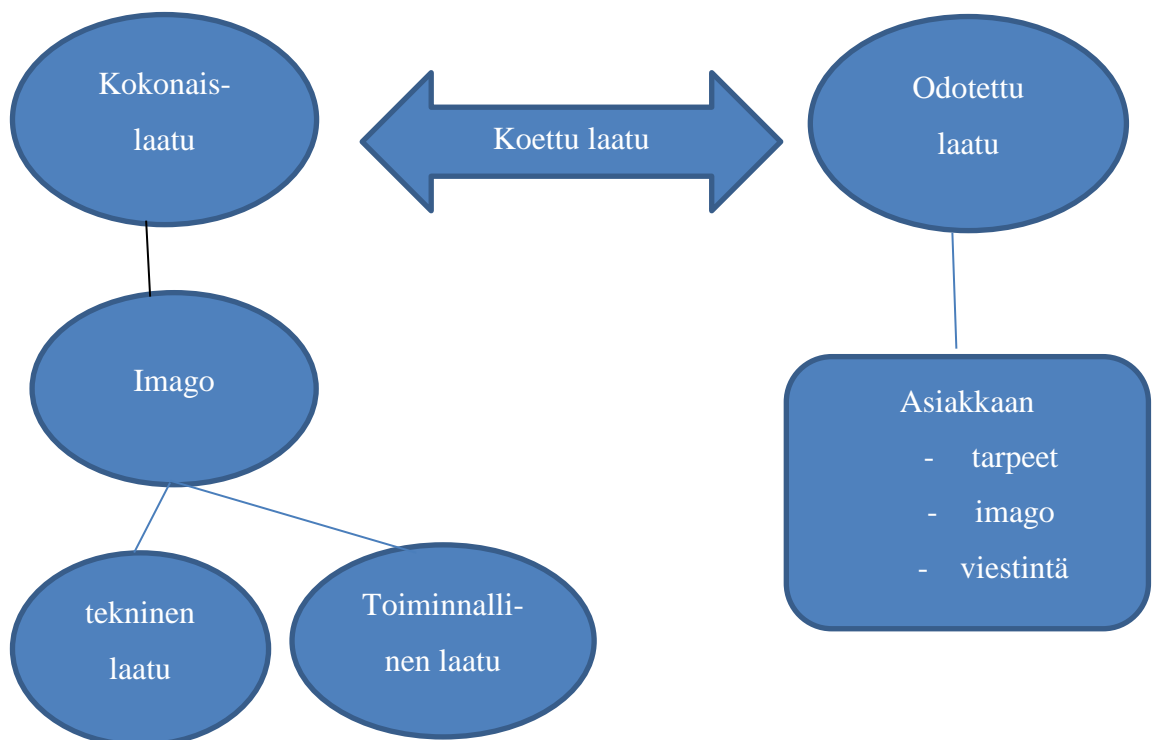 Kokonais-
laatu
Koettu laatu
Odotettu
laatu
Imago
Asiakkaan
- tarpeet
- imago
- viestintä
tekninen
laatu
Toiminnalli-
nen laatu